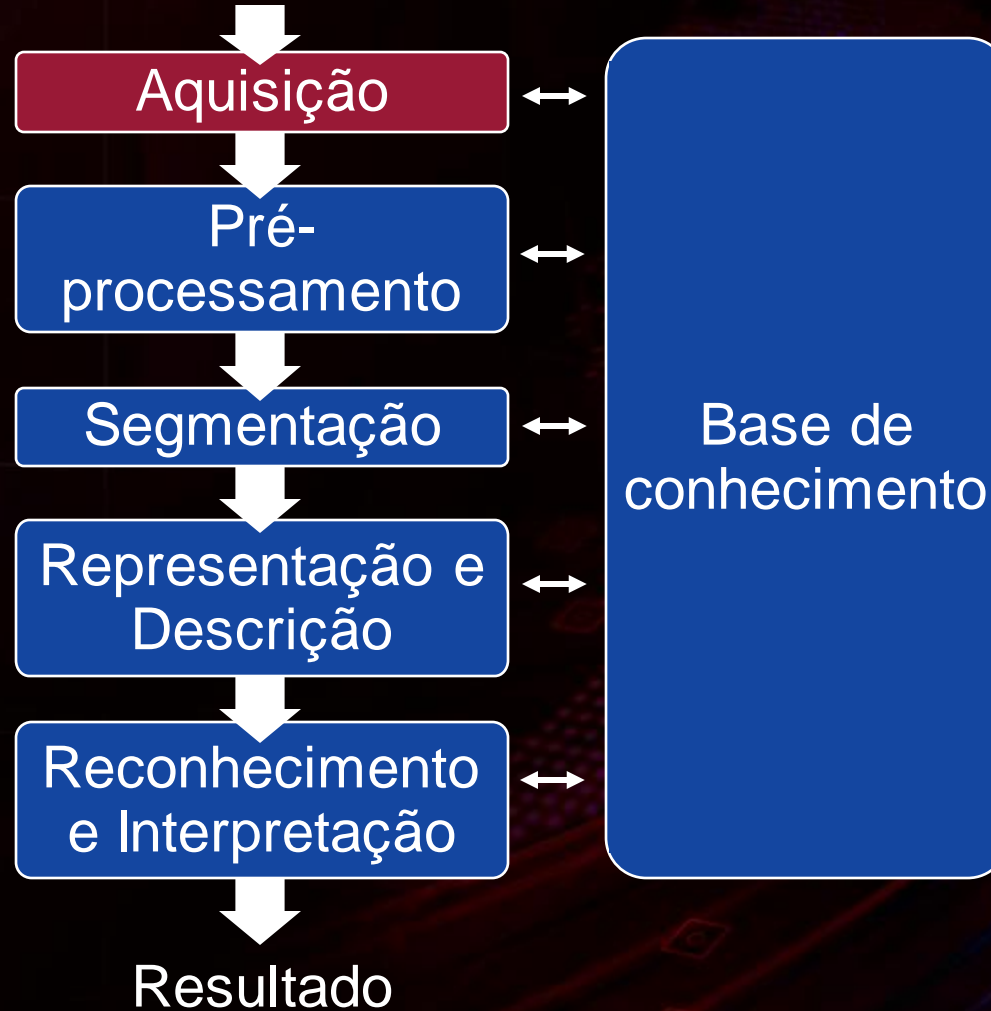 Aquisição
Pré-
processamento
Segmentação
Representação e
Descrição
Reconhecimento
e Interpretação
Resultado
Base de
conhecimento